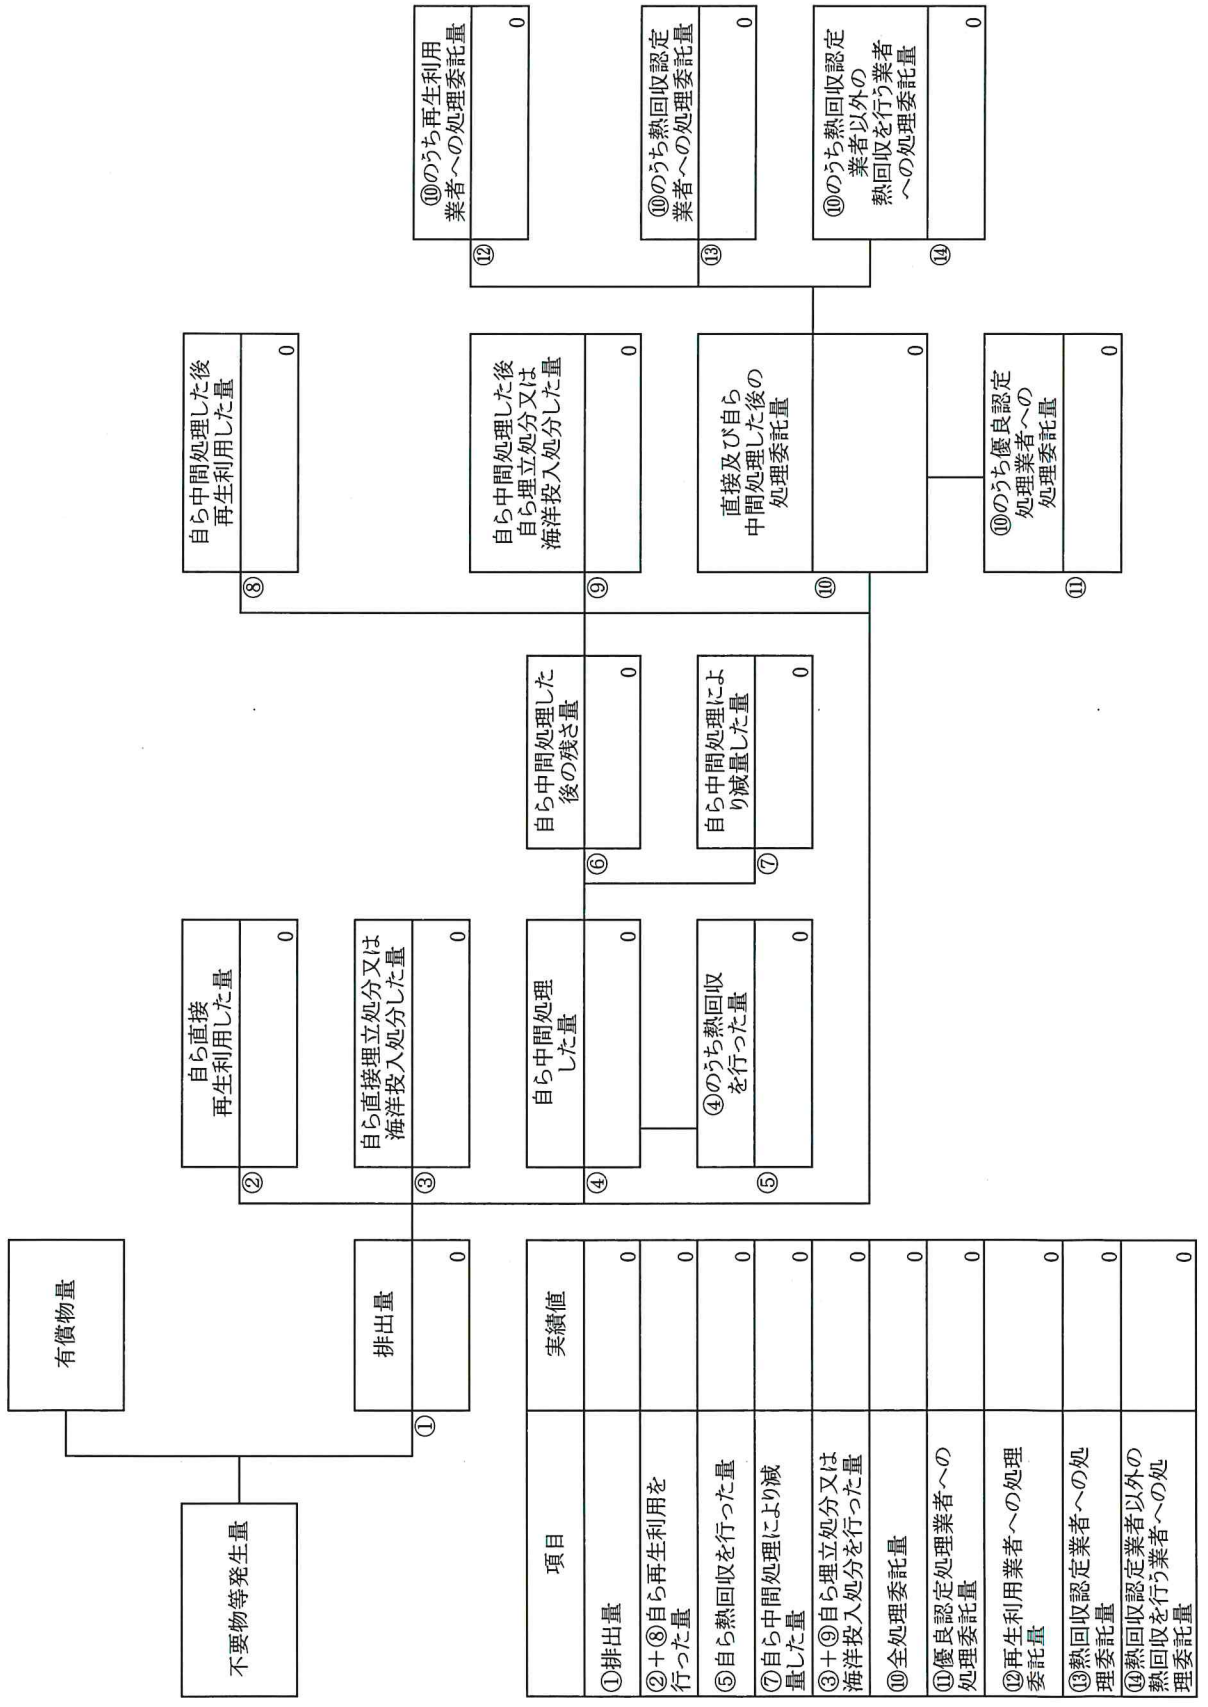 不要物等発生量
有償物量
①
排出量
0
②
自ら直接
再生利用した量
0
③
自ら直接埋立処分又は
海洋投入処分した量
0
④
自ら中間処理
した量
0
⑤
④のうち熱回収
を行った量
0
⑥
自ら中間処理した
後の残さ量
0
⑦
自ら中間処理によ
り減量した量
0
⑧
自ら中間処理した後
再生利用した量
0
⑨
自ら中間処理した後
自ら埋立処分又は
海洋投入処分した量
0
⑩
直接及び自ら
中間処理した後の
処理委託量
0
⑪
⑩のうち優良認定
処理業者への
処理委託量
0
⑫
⑩のうち再生利用
業者への処理委託量
0
⑬
⑩のうち熱回収認定
業者への処理委託量
0
⑭
⑩のうち熱回収認定
業者以外の
熱回収を行う業者
への処理委託量
0
項目 実績値
①排出量 0
②+⑧自ら再生利用を
行った量 0
⑤自ら熱回収を行った量 0
⑦自ら中間処理により減
量した量 0
③+⑨自ら埋立処分又は
海洋投入処分を行った量 0
⑩全処理委託量 0
⑪優良認定処理業者への
処理委託量 0
⑫再生利用業者への処理
委託量 0
⑬熱回収認定業者への処
理委託量 0
⑭熱回収認定業者以外の
熱回収を行う業者への処
理委託量 0